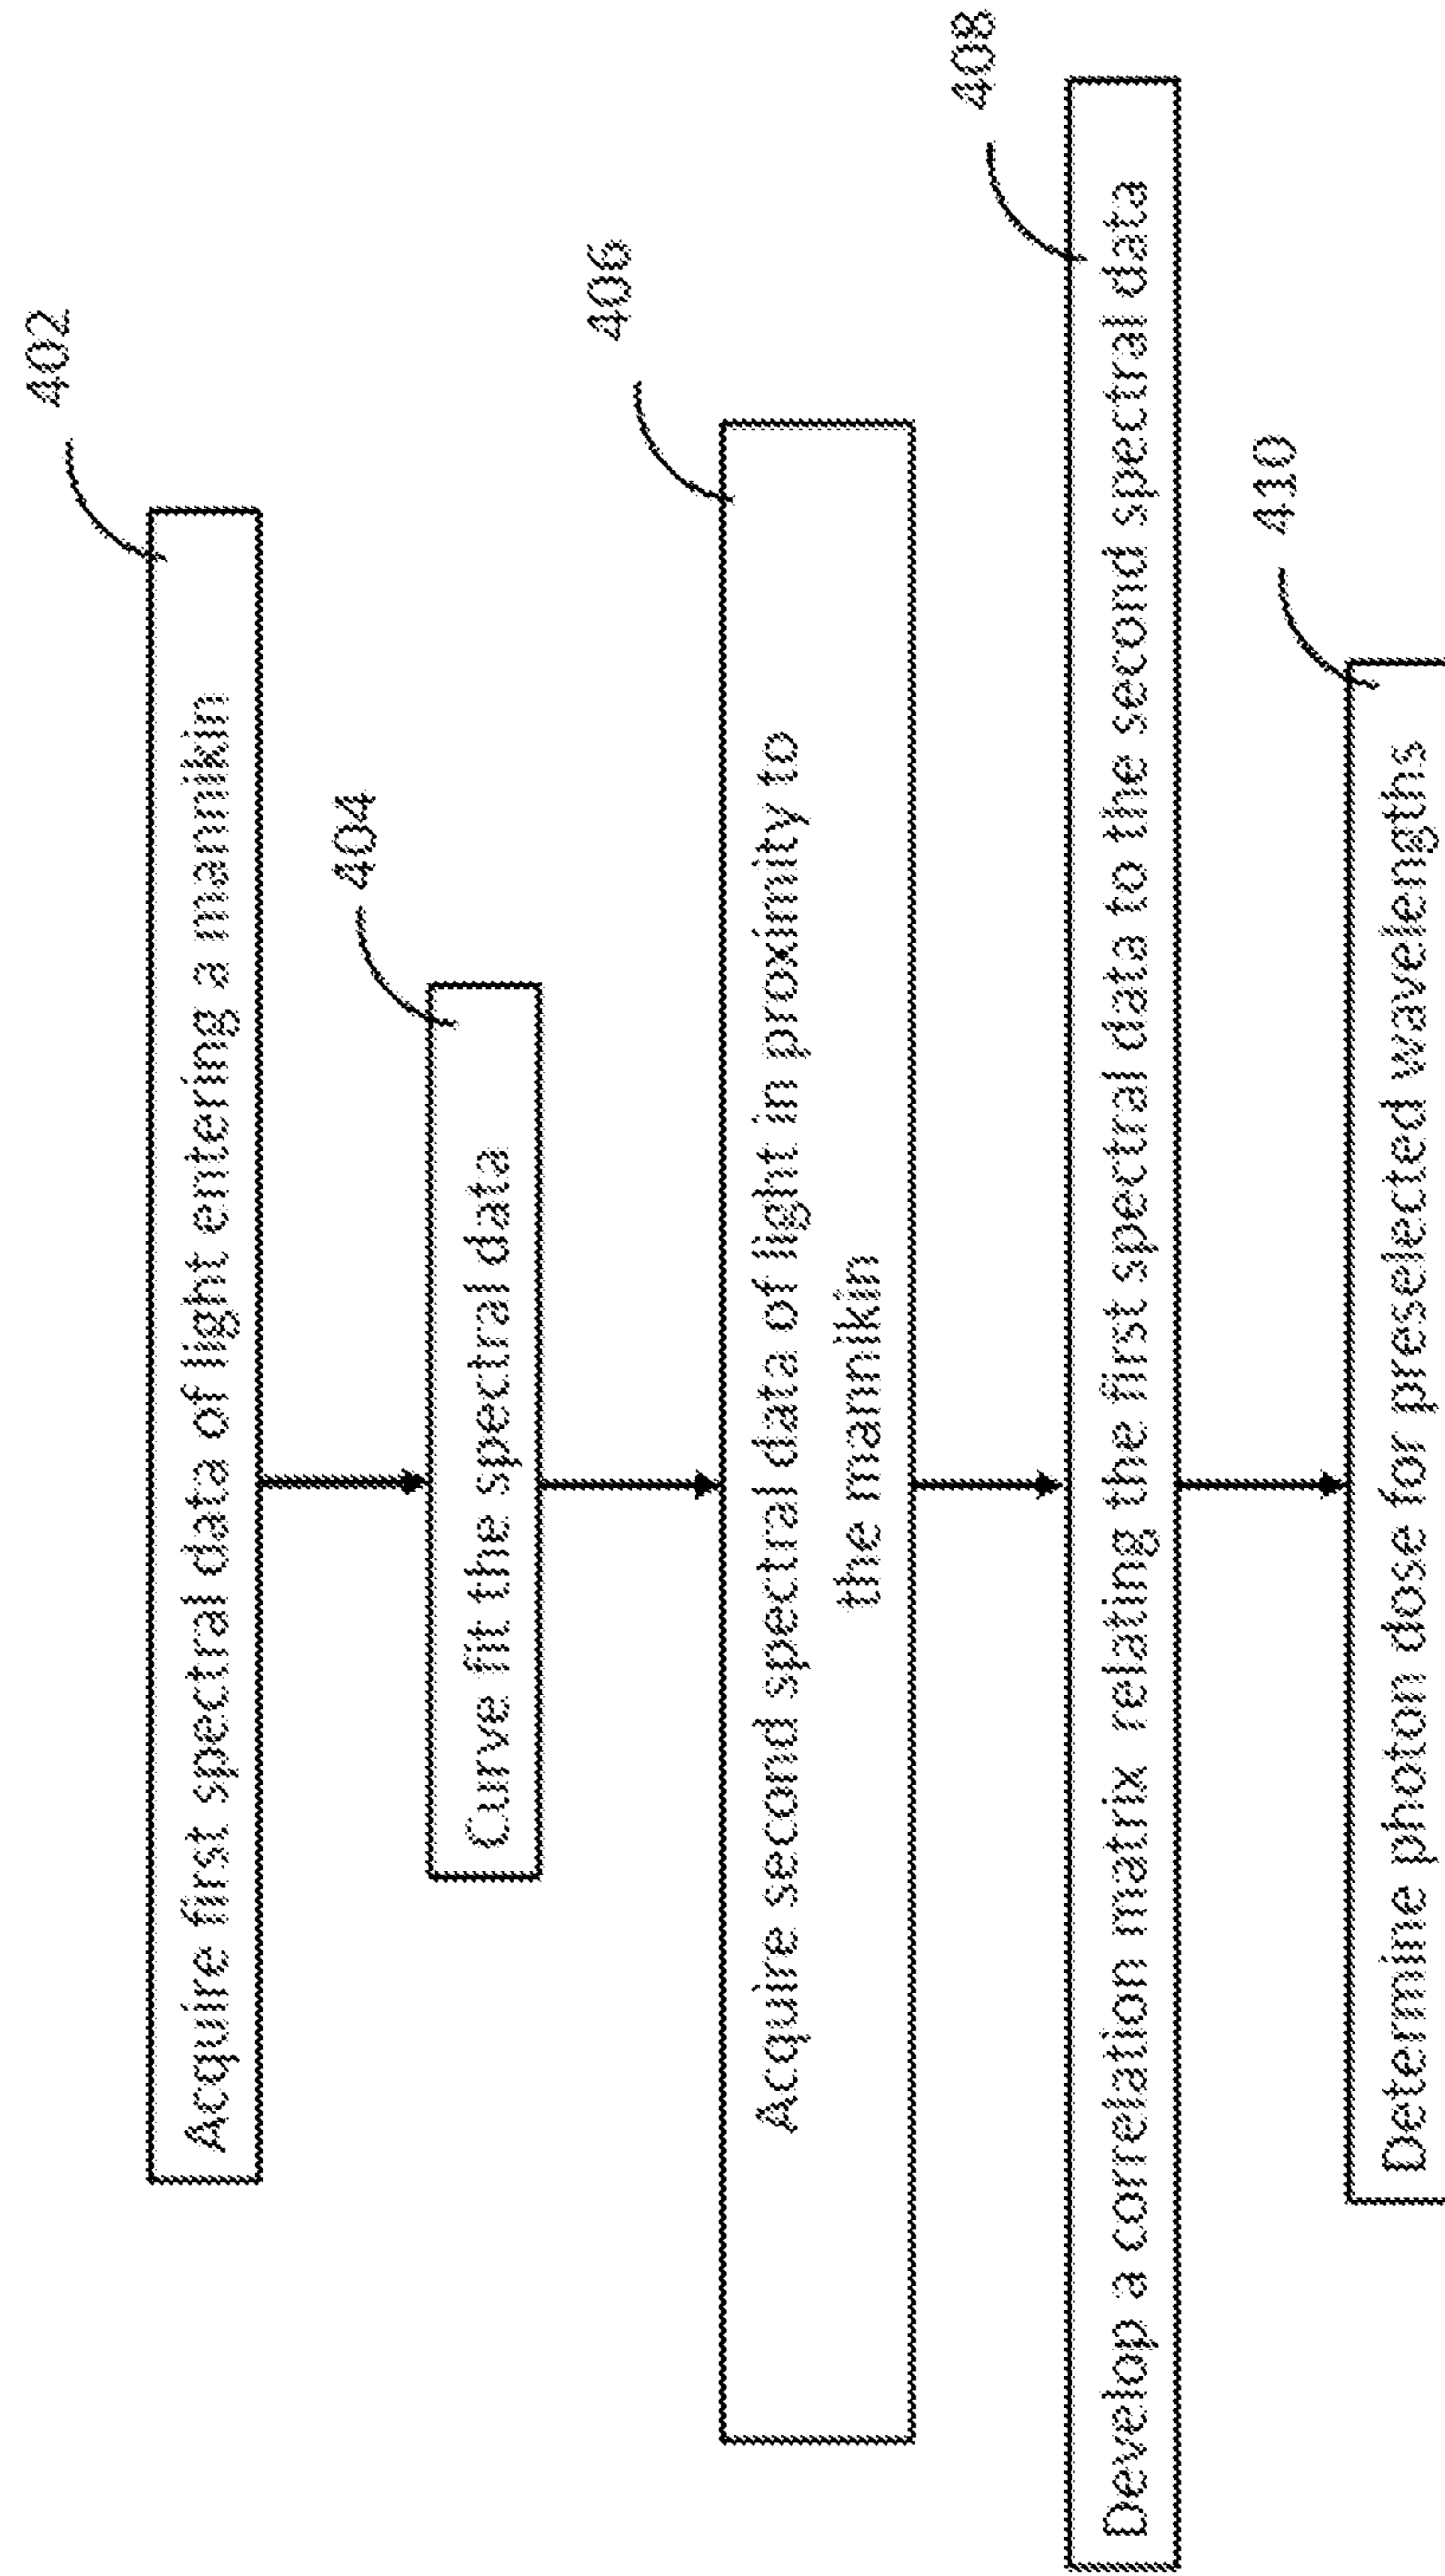 402
Acquire first spectral data of light entering a mannikin
404
Curve fit the spectral data
406
Acquire second spectral data of light in proximity to
the mannikin
408
Develop a correlation matrix relating the first spectral data to the second spectral data
410
Determine photon dose for preselected wavelengths